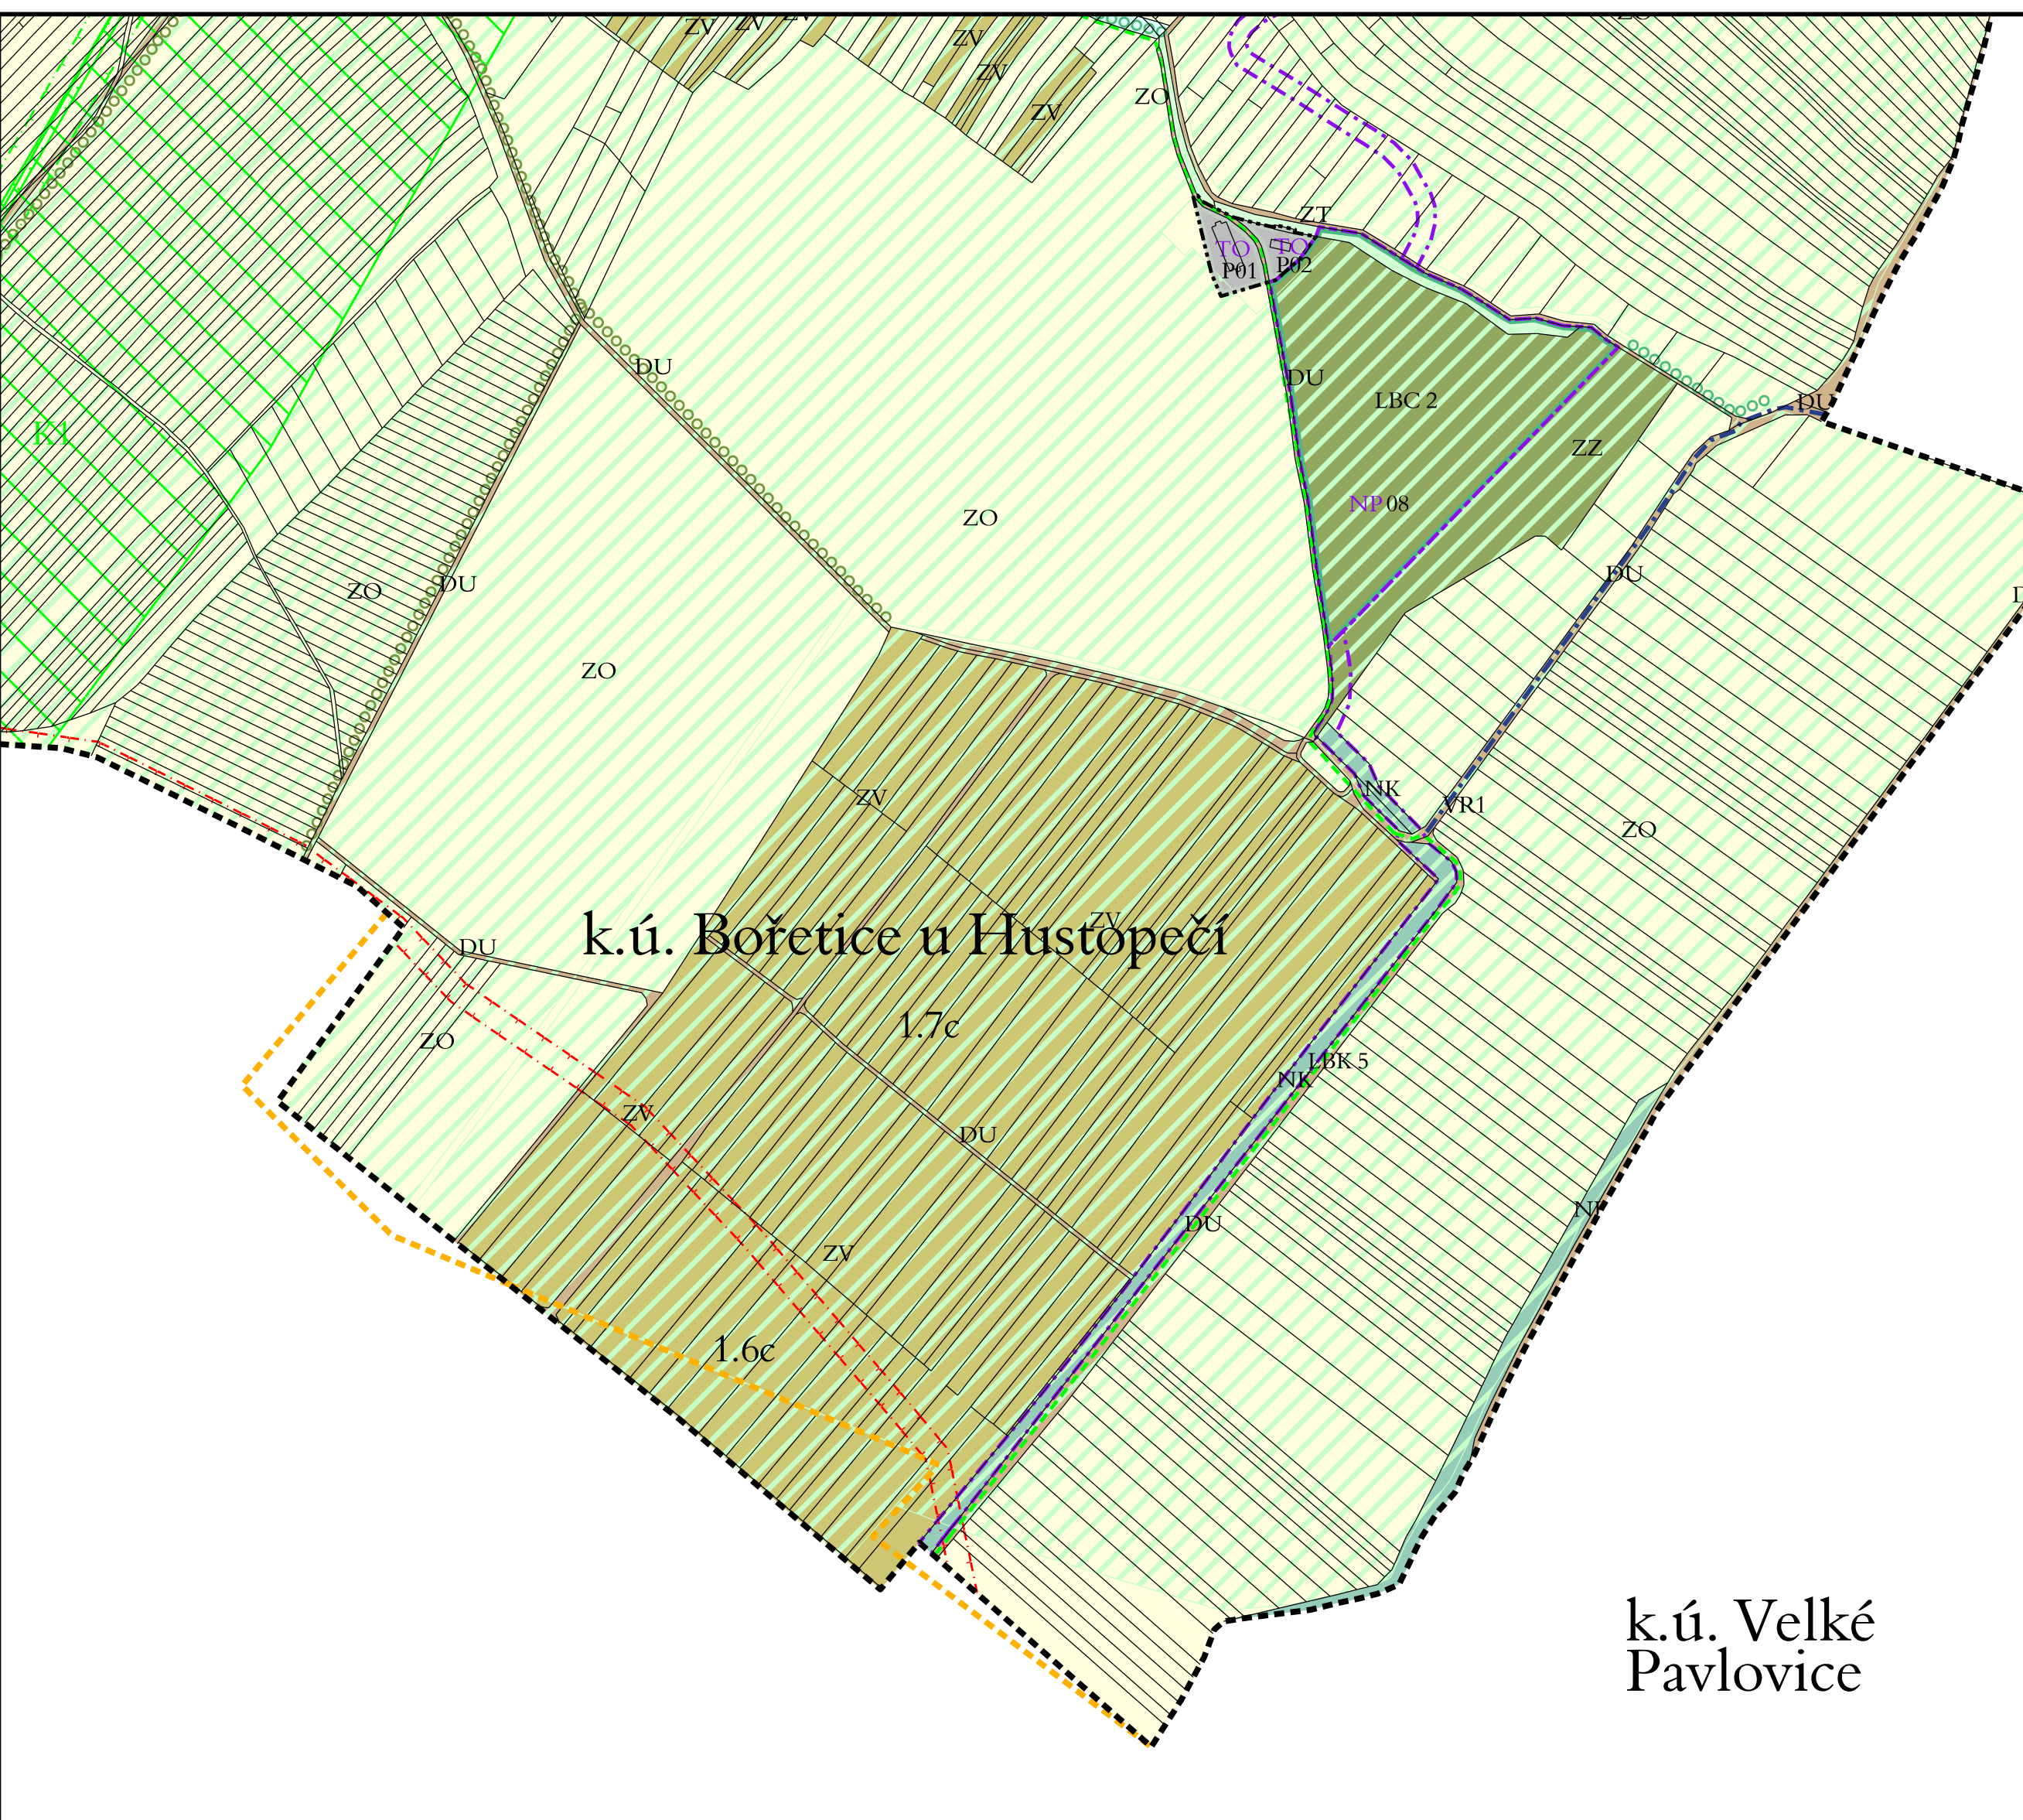 ZV
ZV
ZV
ZO
ZV
ZV
ZO
ZV
ZT
TO
TO
P01
P02
DU
DU
LBC 2
DU
K1
ZZ
NP 08
ZO
DU
ZO
DU
ZO
NK
ZV
VR1
ZO
ZV
k.ú. Bořetice u Hustopečí
DU
1.7c
ZO
LBK 5
NK
ZV
DU
DU
ZV
1.6c
k.ú. Velké
Pavlovice